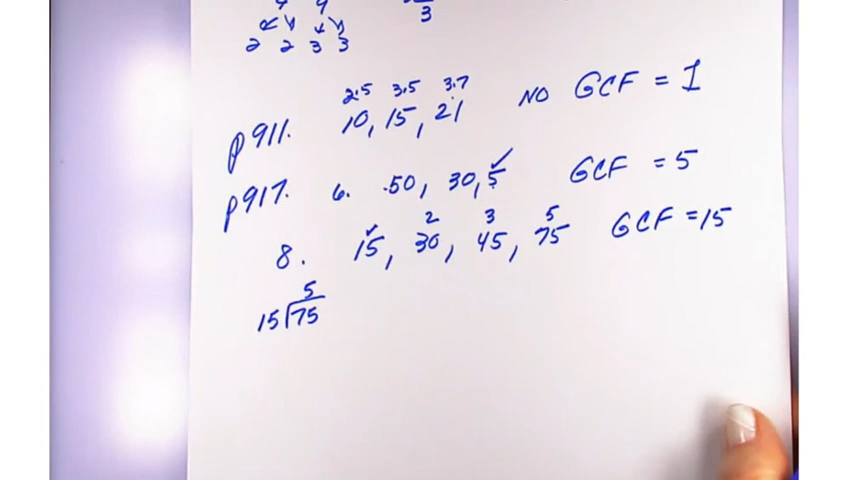 9 9
3
2 2 3 3
2·5 3·5 3·7
p911. 10, 15, 21 NO GCF = 1
p917. 6. 50, 30, 5 ✓ GCF = 5
2 3 5
8. 15, 30, 45, 75 GCF = 15
5
15 75